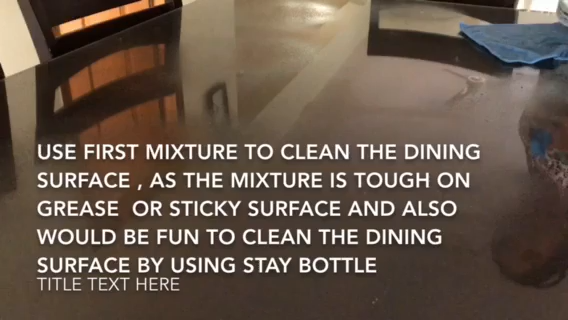 USE FIRST MIXTURE TO CLEAN THE DINING
SURFACE , AS THE MIXTURE IS TOUGH ON
GREASE  OR STICKY SURFACE AND ALSO
WOULD BE FUN TO CLEAN THE DINING
SURFACE BY USING STAY BOTTLE
TITLE TEXT HERE